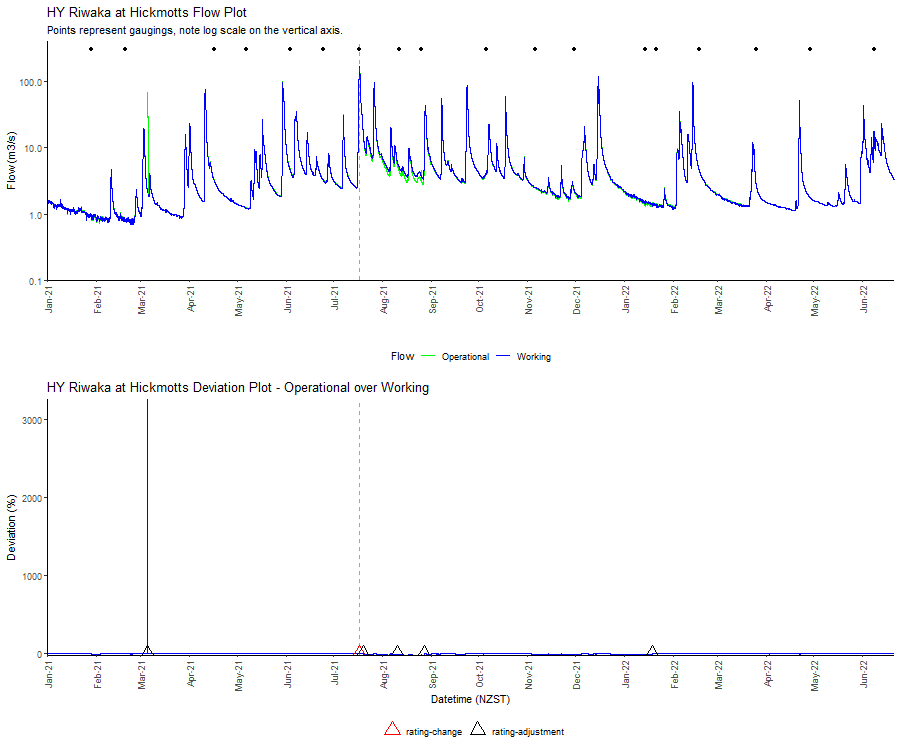 HY Riwaka at Hickmotts Flow Plot
Points represent gaugings, note log scale on the vertical axis.
Flow (m3/s)
100.0
10.0
1.0
0.1
Jan-21 Feb-21 Mar-21 Apr-21 May-21 Jun-21 Jul-21 Aug-21 Sep-21 Oct-21 Nov-21 Dec-21 Jan-22 Feb-22 Mar-22 Apr-22 May-22 Jun-22
Flow Operational Working
HY Riwaka at Hickmotts Deviation Plot - Operational over Working
Deviation (%)
3000
2000
1000
0
Jan-21 Feb-21 Mar-21 Apr-21 May-21 Jun-21 Jul-21 Aug-21 Sep-21 Oct-21 Nov-21 Dec-21 Jan-22 Feb-22 Mar-22 Apr-22 May-22 Jun-22
Datetime (NZST)
rating-change rating-adjustment